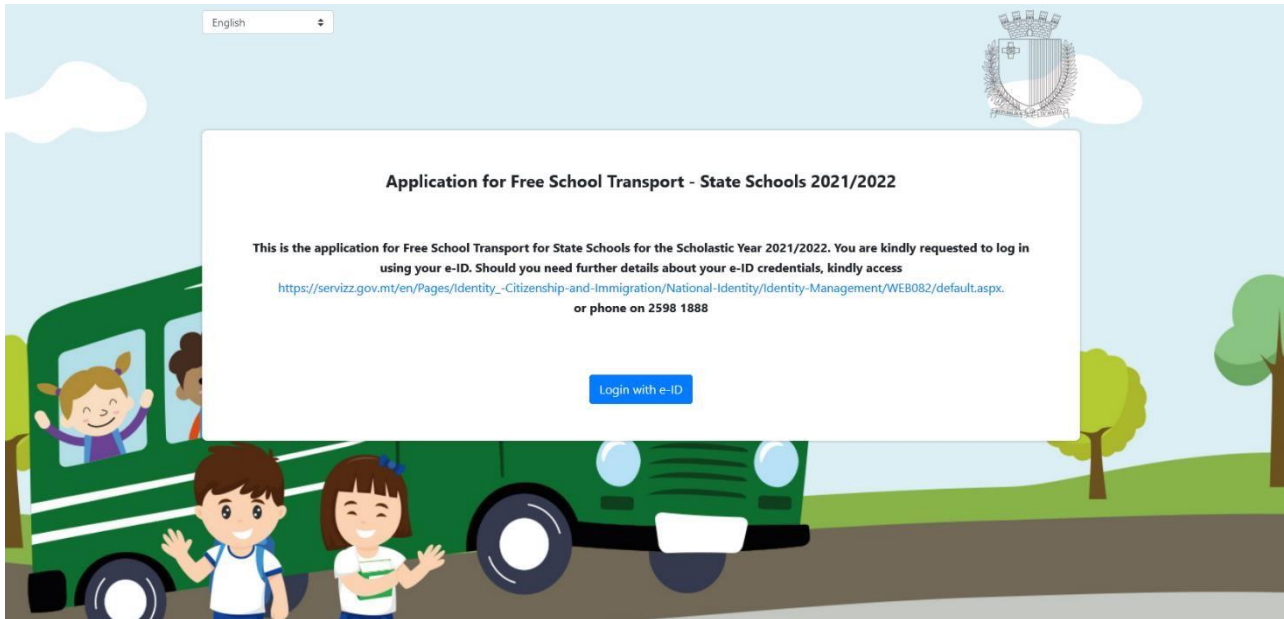 English
Application for Free School Transport - State Schools 2021/2022
This is the application for Free School Transport for State Schools for the Scholastic Year 2021/2022. You are kindly requested to log in
using your e-ID. Should you need further details about your e-ID credentials, kindly access
https://servizz.gov.mt/en/Pages/Identity_-Citizenship-and-Immigration/National-Identity/Identity-Management/WEB082/default.aspx.
or phone on 2598 1888
Login with e-ID